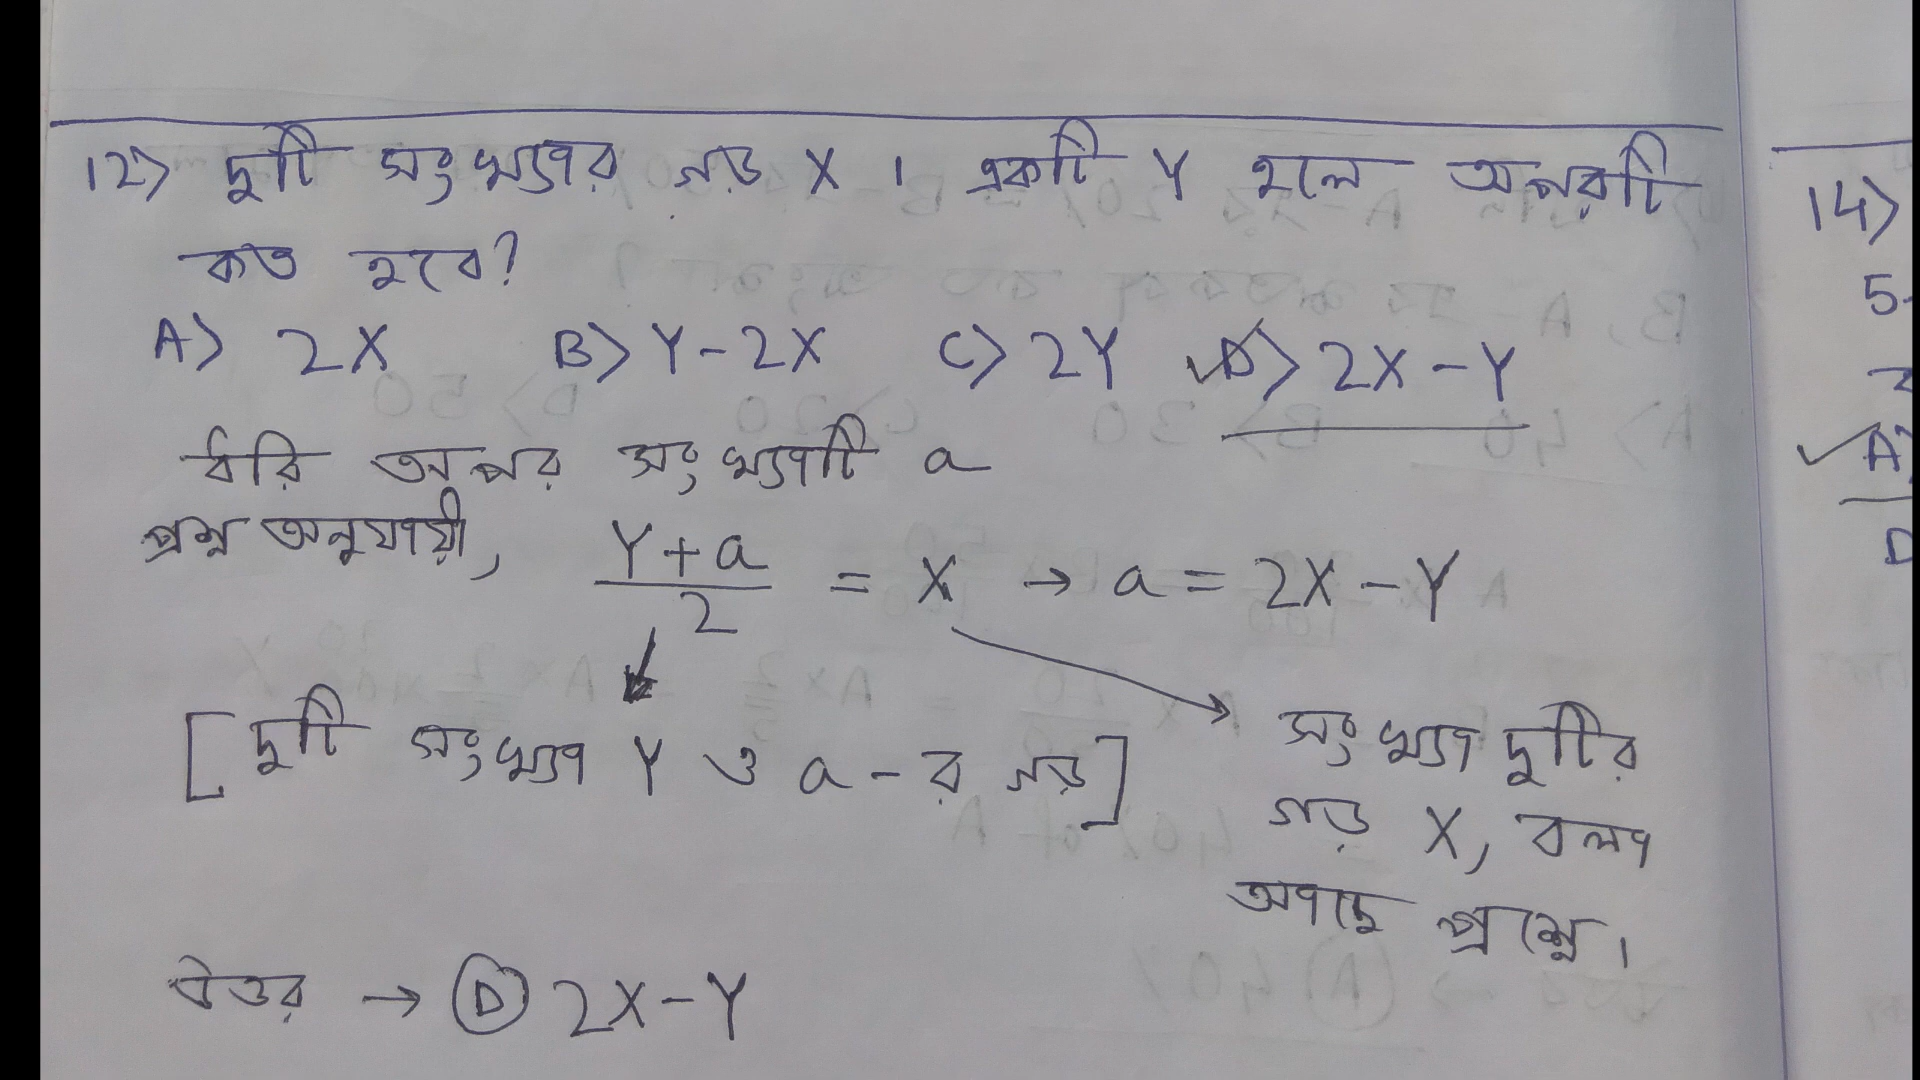 12> দুটি সংখ্যার গড় X । একটি Y হলে অপরটি
কত হবে?
A> 2X B> Y-2X C> 2Y D> 2X-Y
ধরি অপর সংখ্যাটি a
প্রশ্ন অনুযায়ী, Y+a/2 = X → a = 2X-Y
[দুটি সংখ্যা Y ও a-র গড়]
সংখ্যা দুটির
গড় X, বলা
আছে প্রশ্নে।
উত্তর → D 2X-Y
14>
5-
A>
D